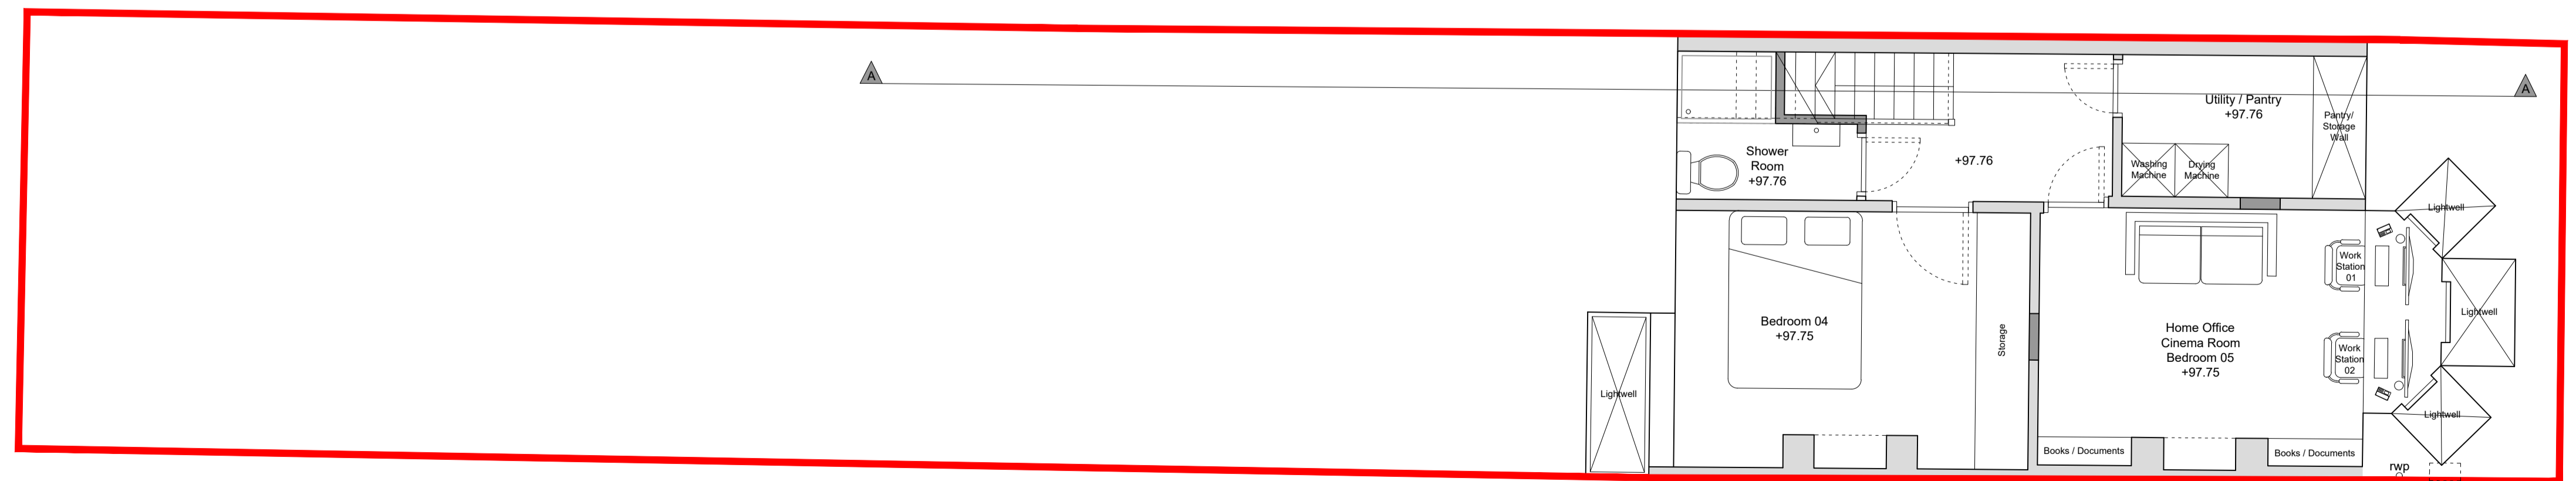 A
A
Utility / Pantry
+97.76
Pantry/
Storage
Wall
Shower
Room
+97.76
+97.76
Washing
Machine
Drying
Machine
Lightwell
Work
Station
01
Lightwell
Bedroom 04
+97.75
Storage
Home Office
Cinema Room
Bedroom 05
+97.75
Work
Station
02
Lightwell
Lightwell
Books / Documents
Books / Documents
rwp